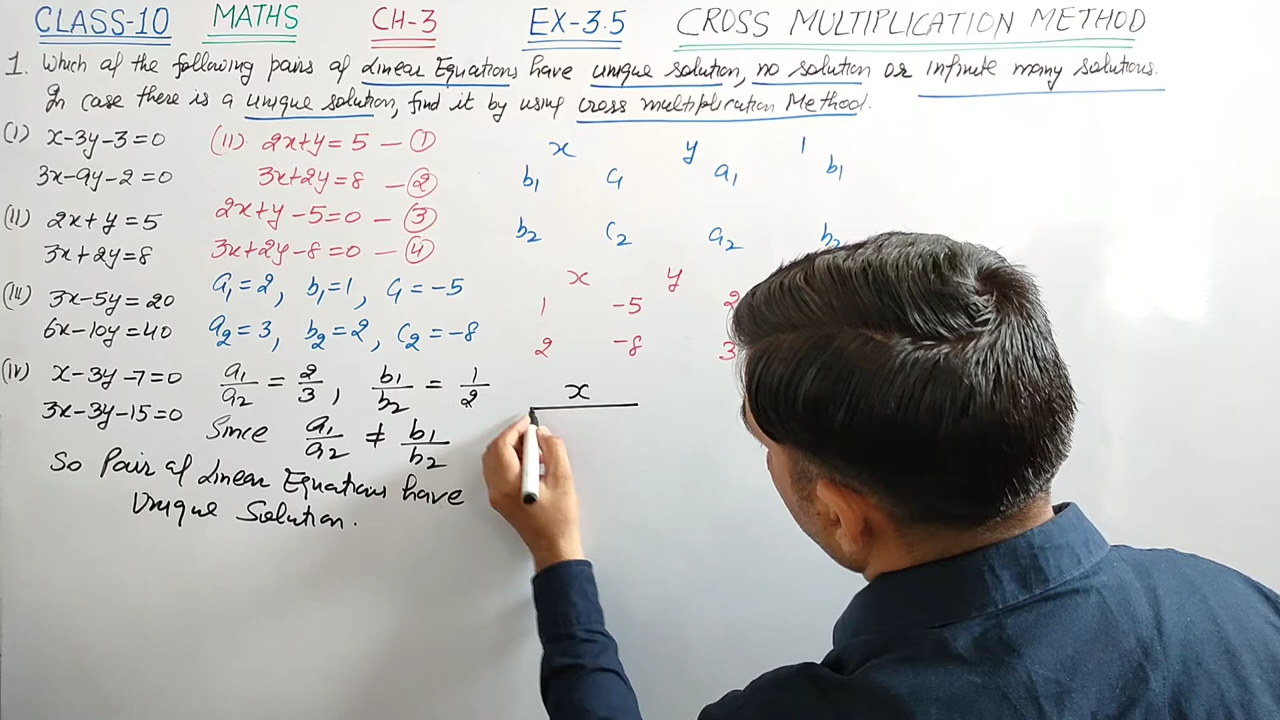 CLASS-10 MATHS CH-3 EX-3.5 CROSS MULTIPLICATION METHOD
1. Which of the following pairs of Linear Equations have unique solution, no solution or infinite many solutions.
In case there is a unique solution, find it by using cross multiplication Method.
(i) x-3y-3=0
3x-9y-2=0
(ii) 2x+y=5
3x+2y=8
(iii) 3x-5y=20
6x-10y=40
(iv) x-3y-7=0
3x-3y-15=0
(ii) 2x+y=5 — ①
3x+2y=8 — ②
2x+y-5=0 — ③
3x+2y-8=0 — ④
a₁=2, b₁=1, c₁=-5
a₂=3, b₂=2, c₂=-8
a₁/a₂ = 2/3, b₁/b₂ = 1/2
Since a₁/a₂ ≠ b₁/b₂
So Pair of Linear Equations have
Unique Solution.
x y 1
b₁ c₁ a₁ b₁
b₂ c₂ a₂ b₂
x y
1 -5 2
2 -8 3
x